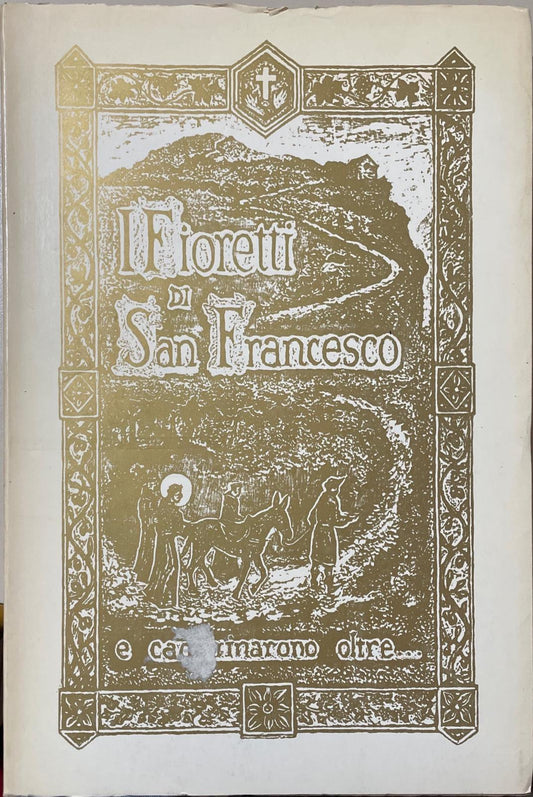 I Fioretti
DI
San Francesco
e oltre....